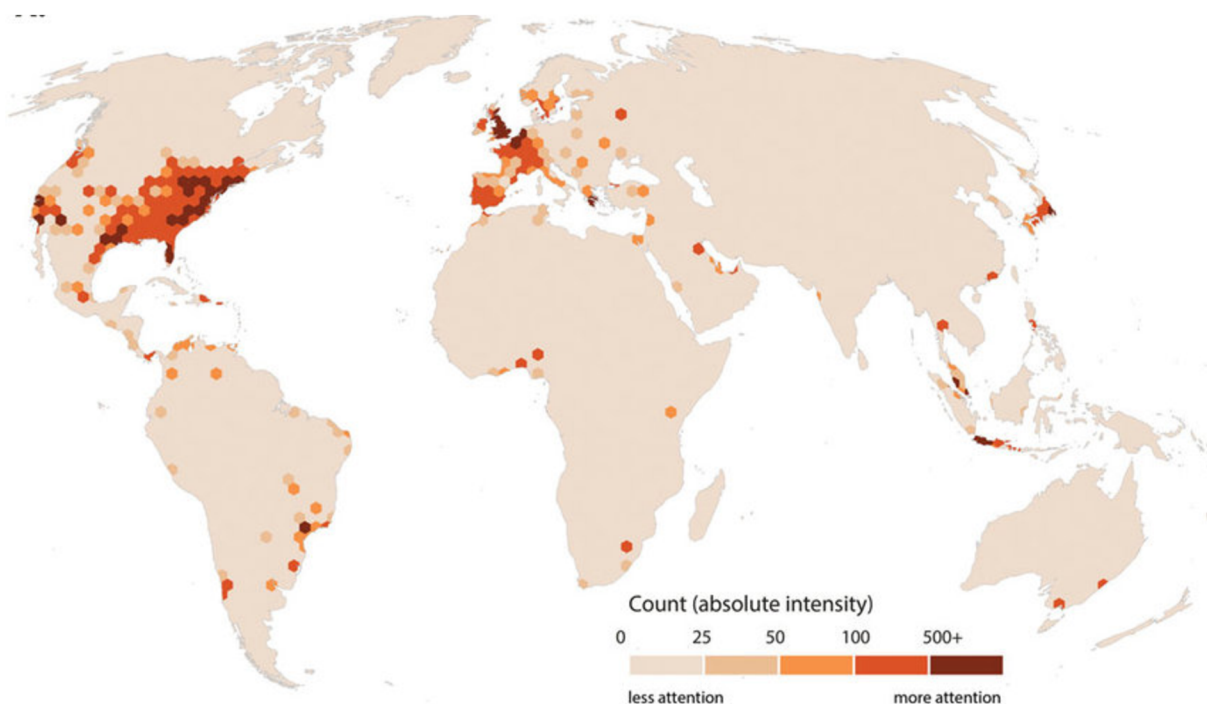 Count (absolute intensity)
0 25 50 100 500+
less attention more attention